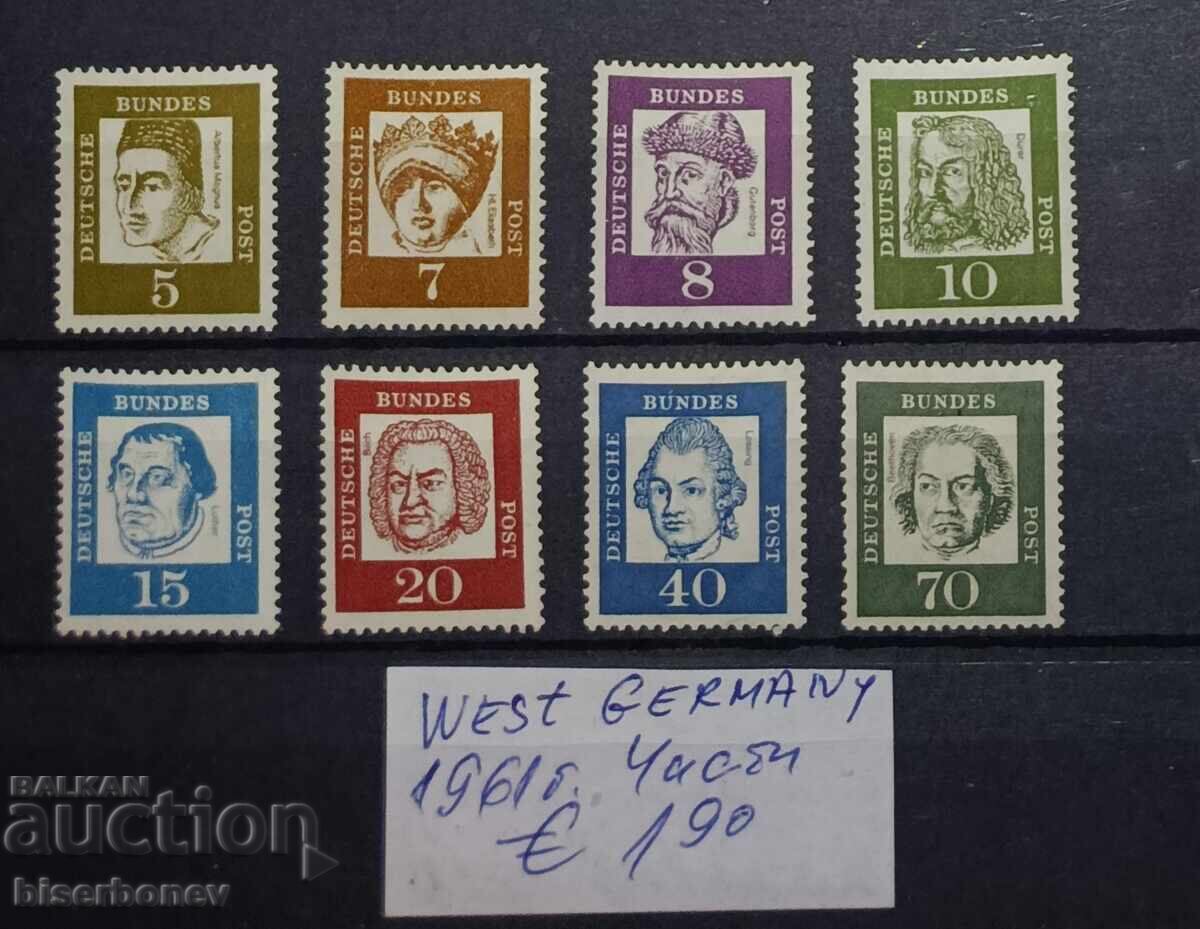 BUNDES
DEUTSCHE
POST
Albertus Magnus
5
BUNDES
DEUTSCHE
POST
Hl. Elisabeth
7
BUNDES
DEUTSCHE
POST
Gutenberg
8
BUNDES
DEUTSCHE
POST
Dürer
10
BUNDES
DEUTSCHE
POST
Luther
15
BUNDES
DEUTSCHE
POST
Bach
20
BUNDES
DEUTSCHE
POST
Lessing
40
BUNDES
DEUTSCHE
POST
Beethoven
70
WEST GERMANY
1961г. Части
€ 1 90
BALKAN
auction
biserbonev